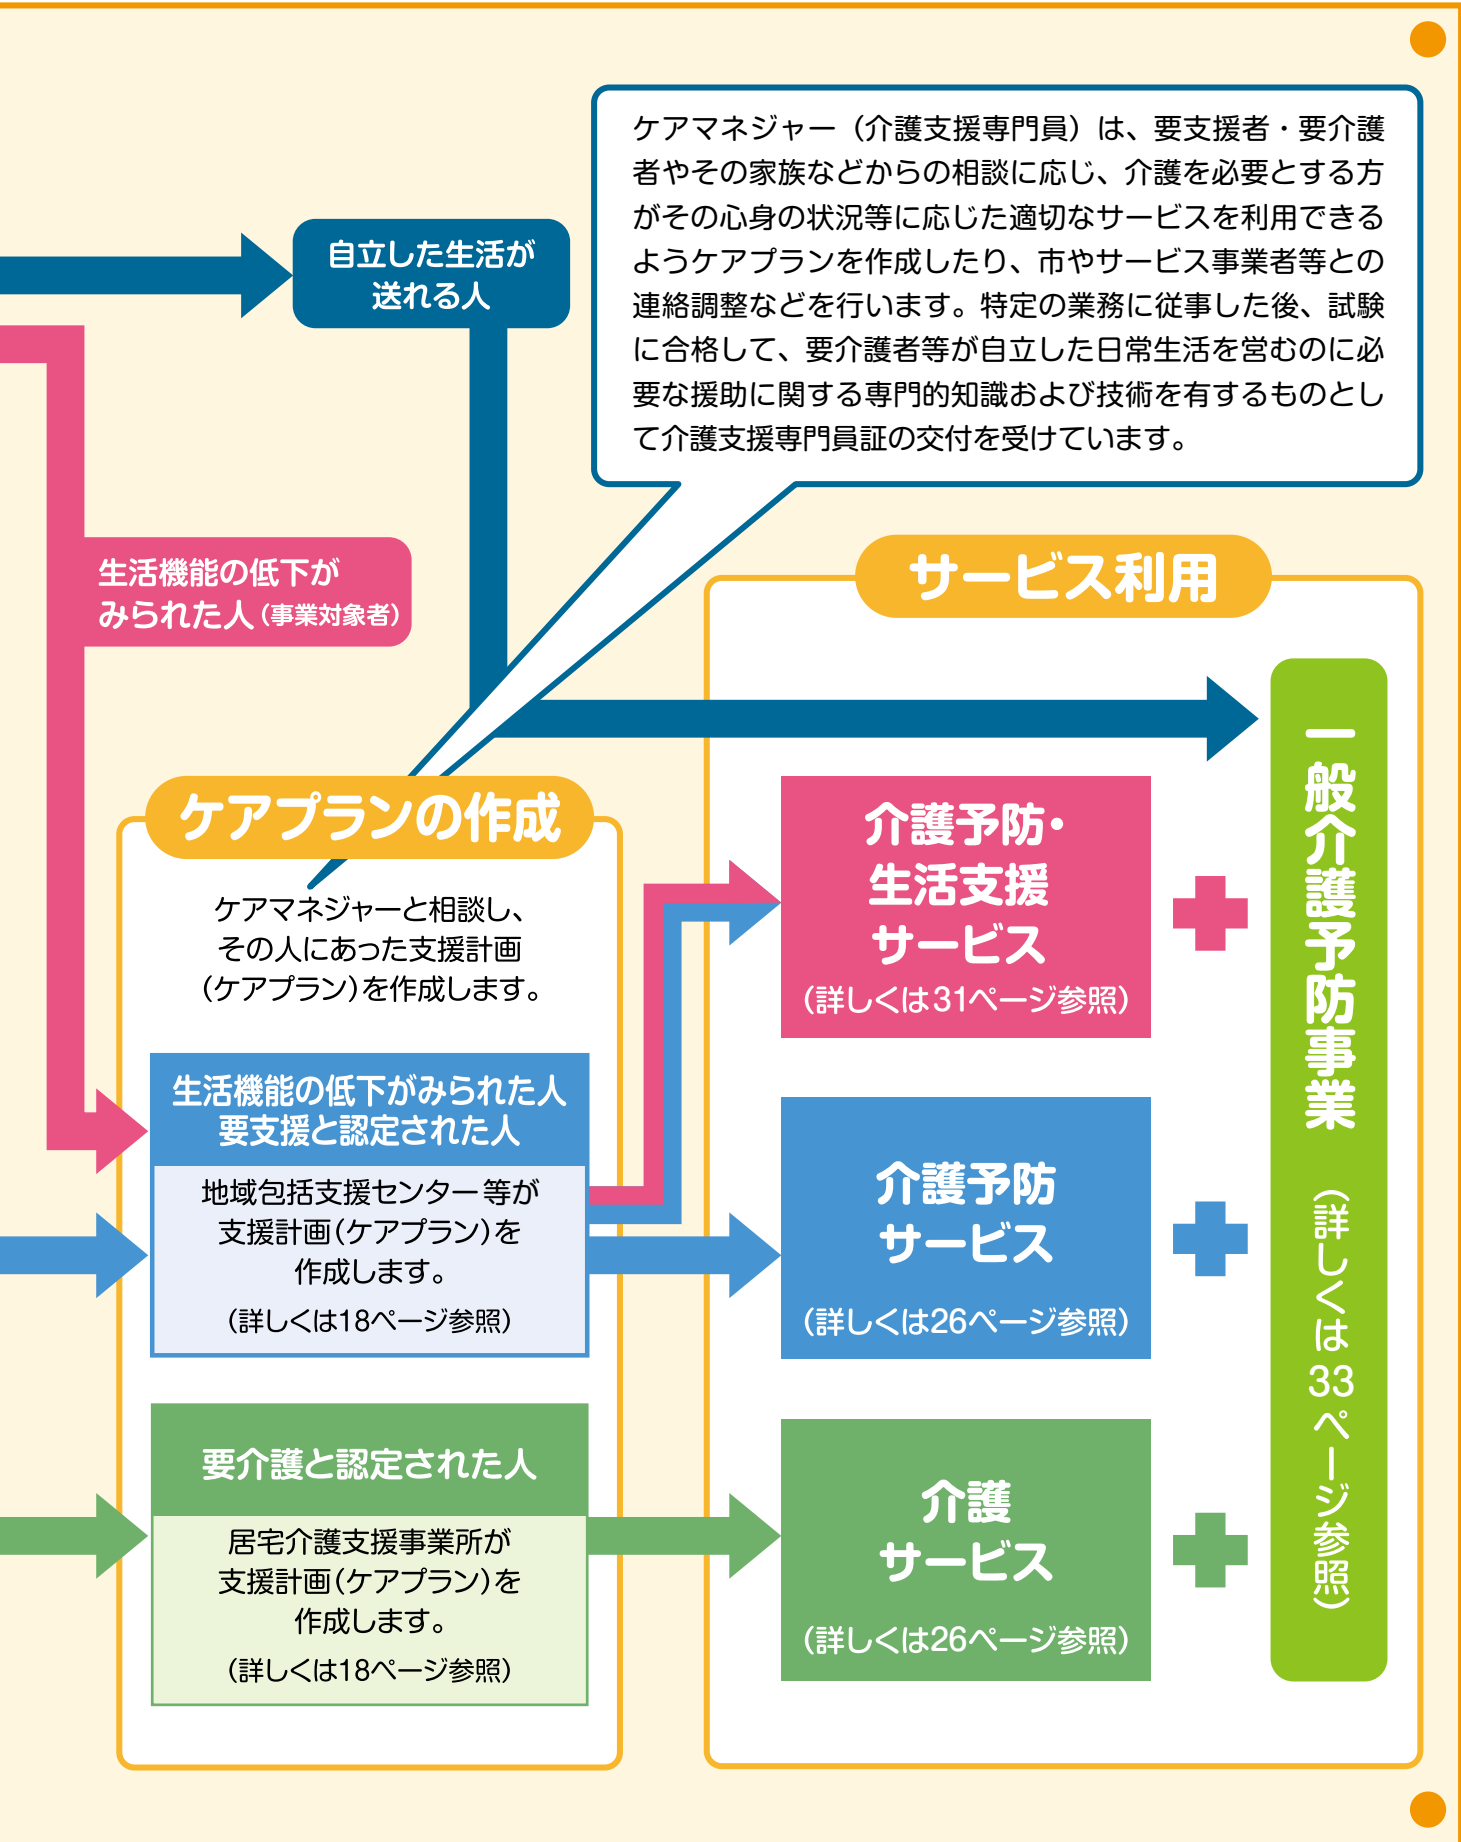 ケアマネジャー（介護支援専門員）は、要支援者・要介護
者やその家族などからの相談に応じ、介護を必要とする方
がその心身の状況等に応じた適切なサービスを利用できる
ようケアプランを作成したり、市やサービス事業者等との
連絡調整などを行います。特定の業務に従事した後、試験
に合格して、要介護者等が自立した日常生活を営むのに必
要な援助に関する専門的知識および技術を有するものとし
て介護支援専門員証の交付を受けています。
自立した生活が
送れる人
生活機能の低下が
みられた人（事業対象者）
ケアプランの作成
ケアマネジャーと相談し、
その人にあった支援計画
（ケアプラン）を作成します。
生活機能の低下がみられた人
要支援と認定された人
地域包括支援センター等が
支援計画（ケアプラン）を
作成します。
（詳しくは18ページ参照）
要介護と認定された人
居宅介護支援事業所が
支援計画（ケアプラン）を
作成します。
（詳しくは18ページ参照）
サービス利用
介護予防・
生活支援
サービス
（詳しくは31ページ参照）
介護予防
サービス
（詳しくは26ページ参照）
介護
サービス
（詳しくは26ページ参照）
一般介護予防事業（詳しくは33ページ参照）